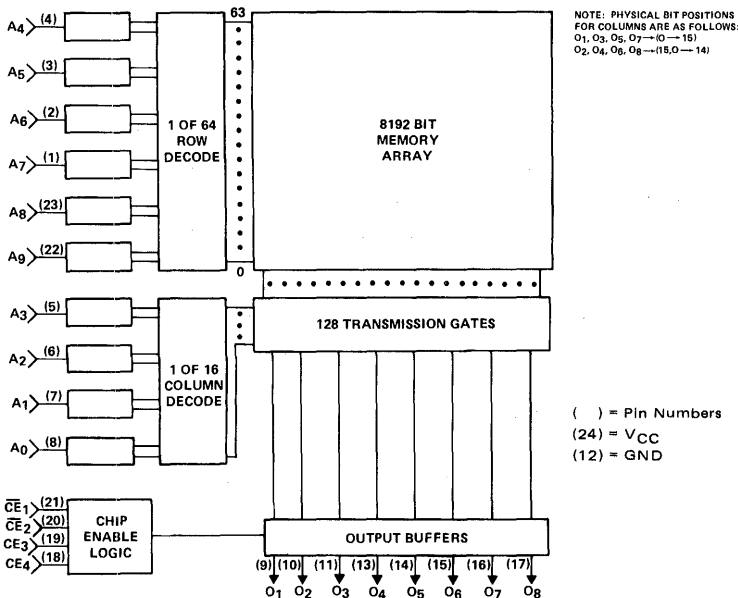 NOTE: PHYSICAL BIT POSITIONS
FOR COLUMNS ARE AS FOLLOWS:
O1, O3, O5, O7→(0 → 15)
O2, O4, O6, O8→(15, O → 14)
63
A4 (4)
A5 (3)
A6 (2)
A7 (1)
A8 (23)
A9 (22)
1 OF 64
ROW
DECODE
8192 BIT
MEMORY
ARRAY
0
A3 (5)
A2 (6)
A1 (7)
A0 (8)
1 OF 16
COLUMN
DECODE
128 TRANSMISSION GATES
( ) = Pin Numbers
(24) = VCC
(12) = GND
C̅E̅1 (21)
C̅E̅2 (20)
CE3 (19)
CE4 (18)
CHIP
ENABLE
LOGIC
OUTPUT BUFFERS
(9) (10) (11) (13) (14) (15) (16) (17)
O1 O2 O3 O4 O5 O6 O7 O8